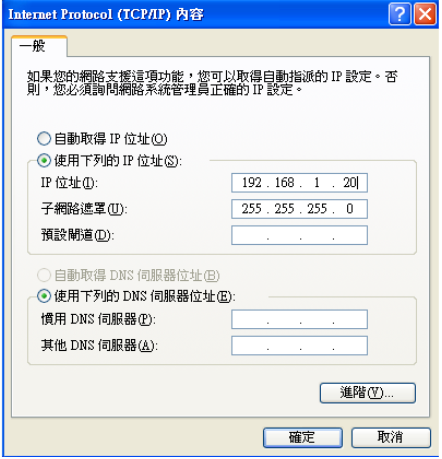 Internet Protocol (TCP/IP) 內容
一般
如果您的網路支援這項功能，您可以取得自動指派的 IP 設定。否
則，您必須詢問網路系統管理員正確的 IP 設定。
自動取得 IP 位址(O)
使用下列的 IP 位址(S):
IP 位址(I): 192 . 168 . 1 . 20
子網路遮罩(U): 255 . 255 . 255 . 0
預設閘道(D): . . .
自動取得 DNS 伺服器位址(B)
使用下列的 DNS 伺服器位址(E):
慣用 DNS 伺服器(P): . . .
其他 DNS 伺服器(A): . . .
進階(V)...
確定 取消